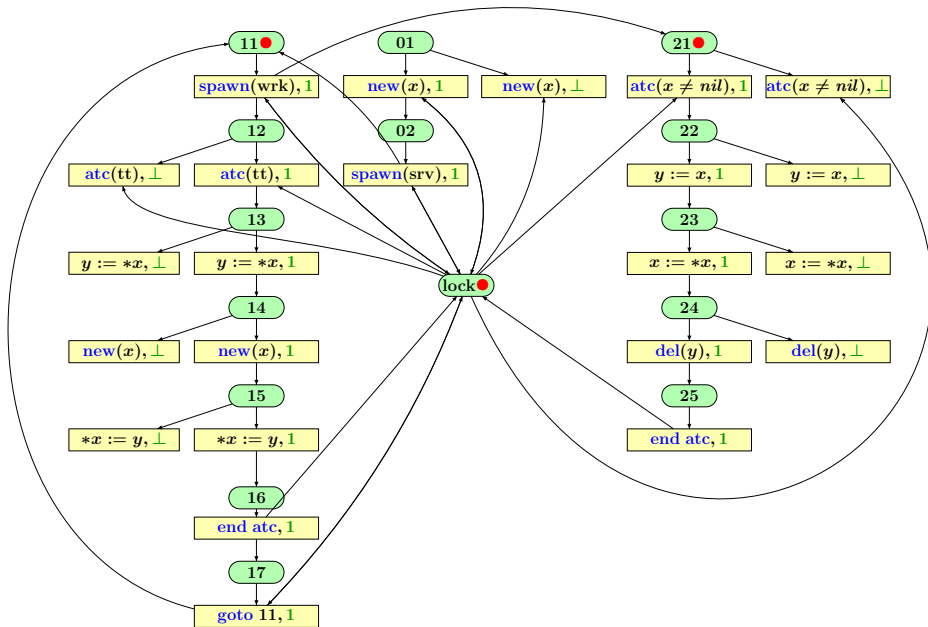 11 01 21
spawn(wrk), 1 new(x), 1 new(x), ⊥ atc(x ≠ nil), 1 atc(x ≠ nil), ⊥
12 02 22
atc(tt), ⊥ atc(tt), 1 spawn(srv), 1 y := x, 1 y := x, ⊥
13 23
y := *x, ⊥ y := *x, 1 x := *x, 1 x := *x, ⊥
lock
14 24
new(x), ⊥ new(x), 1 del(y), 1 del(y), ⊥
15 25
*x := y, ⊥ *x := y, 1 end atc, 1
16
end atc, 1
17
goto 11, 1